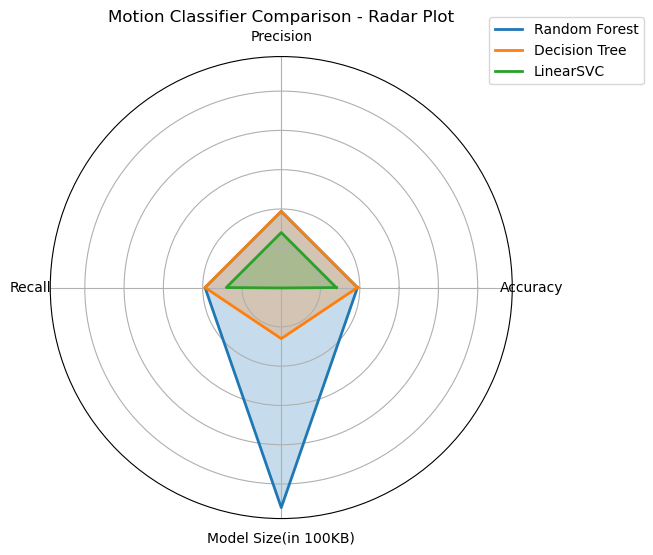 Motion Classifier Comparison - Radar Plot
Precision
Random Forest
Decision Tree
LinearSVC
Recall
Accuracy
Model Size(in 100KB)